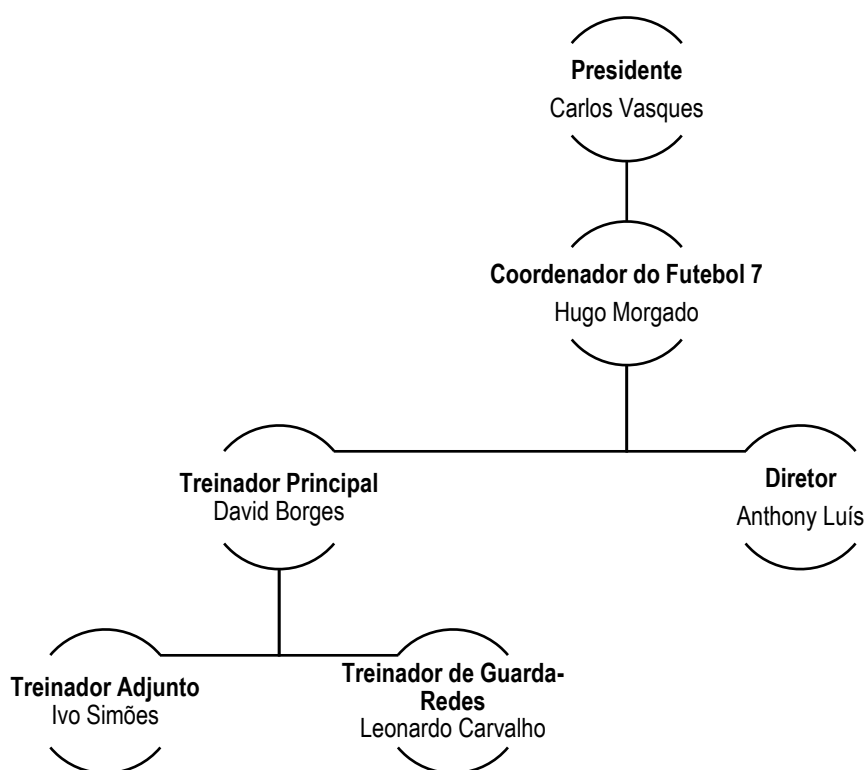 Presidente
Carlos Vasques
Coordenador do Futebol 7
Hugo Morgado
Treinador Principal
David Borges
Diretor
Anthony Luís
Treinador Adjunto
Ivo Simões
Treinador de Guarda-
Redes
Leonardo Carvalho